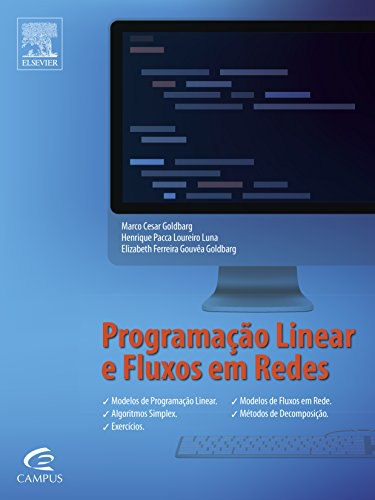 ELSEVIER
Marco Cesar Goldbarg
Henrique Pacca Loureiro Luna
Elizabeth Ferreira Gouvêa Goldbarg
Programação Linear
e Fluxos em Redes
✓ Modelos de Programação Linear.
✓ Algoritmos Simplex.
✓ Exercícios.
✓ Modelos de Fluxos em Rede.
✓ Métodos de Decomposição.
CAMPUS